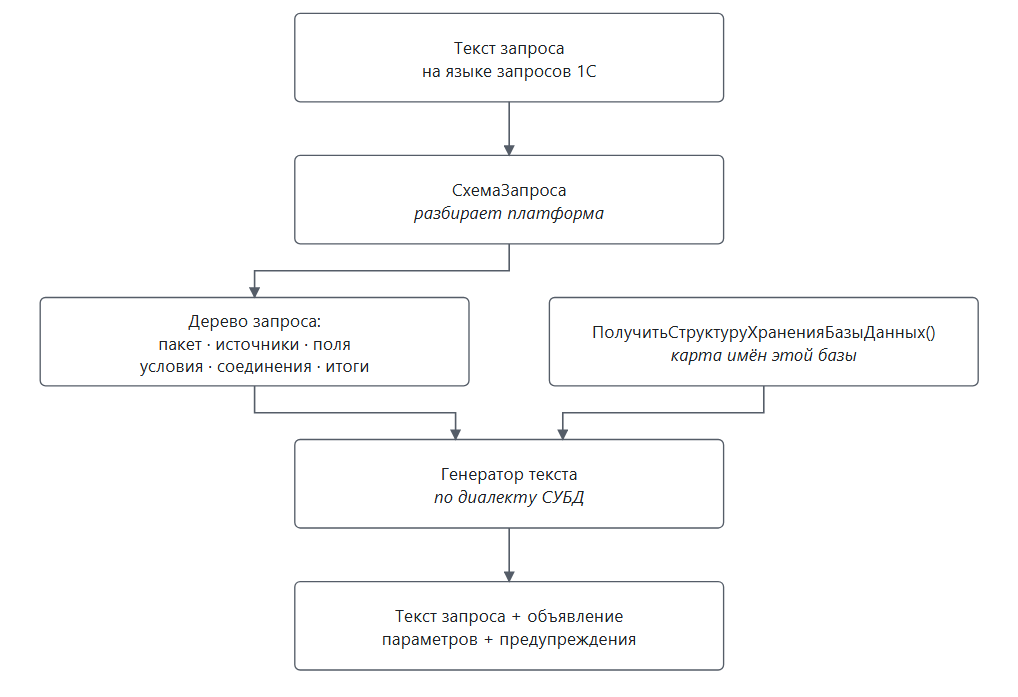 Текст запроса
на языке запросов 1С
СхемаЗапроса
разбирает платформа
Дерево запроса:
пакет · источники · поля
условия · соединения · итоги
ПолучитьСтруктуруХраненияБазыДанных()
карта имён этой базы
Генератор текста
по диалекту СУБД
Текст запроса + объявление
параметров + предупреждения